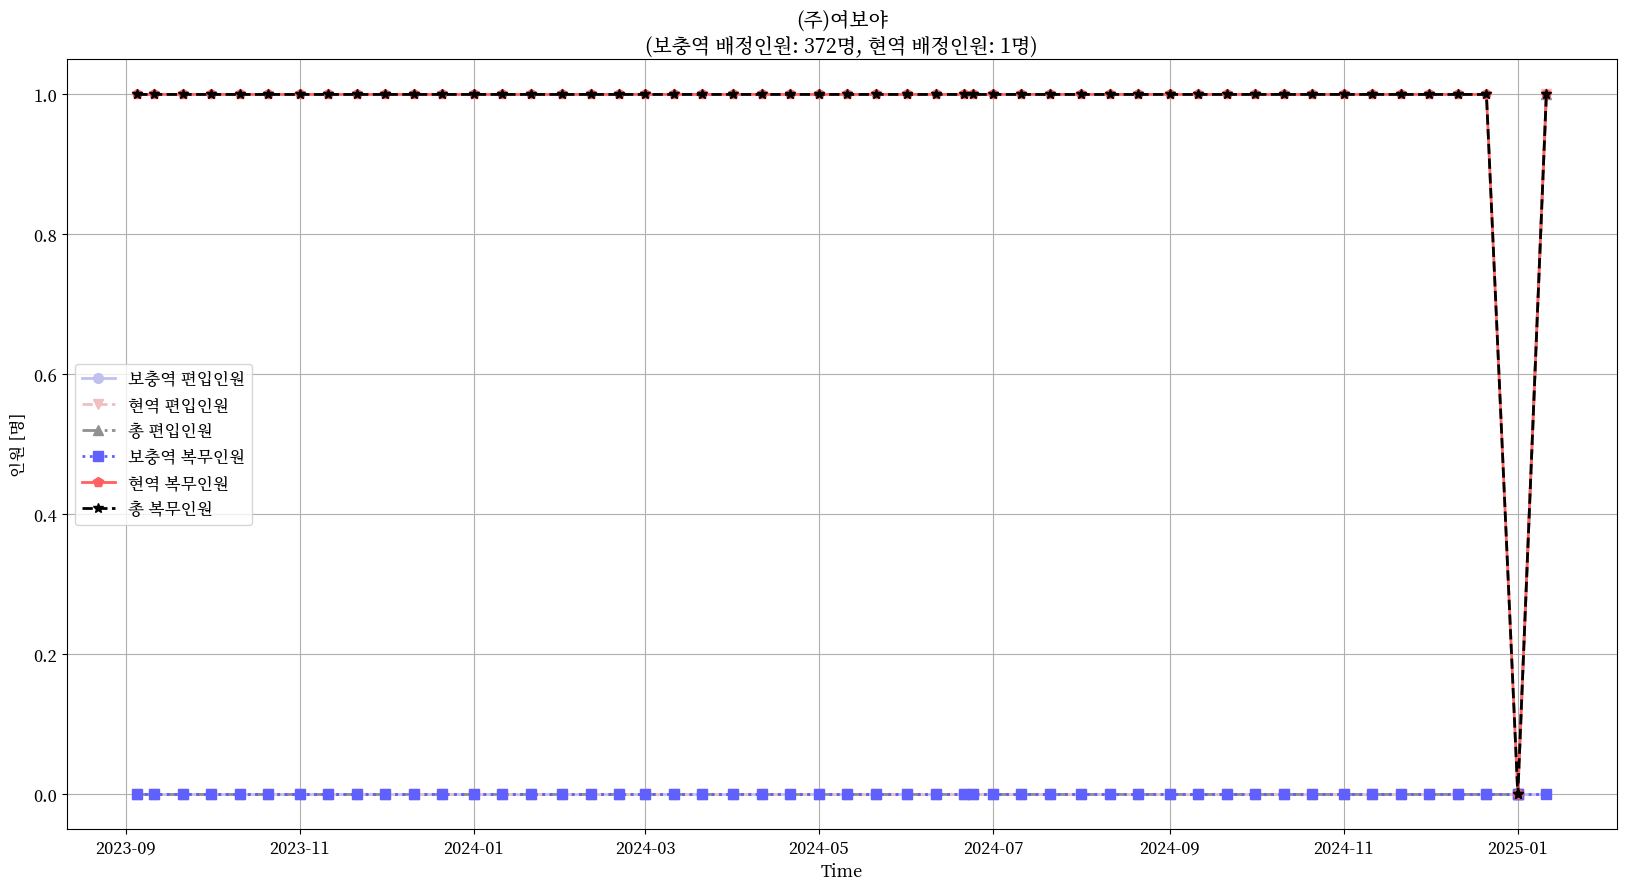 (주)여보야
(보충역 배정인원: 372명, 현역 배정인원: 1명)
1.0
0.8
0.6
0.4
0.2
0.0
인원 [명]
보충역 편입인원
현역 편입인원
총 편입인원
보충역 복무인원
현역 복무인원
총 복무인원
2023-09 2023-11 2024-01 2024-03 2024-05 2024-07 2024-09 2024-11 2025-01
Time